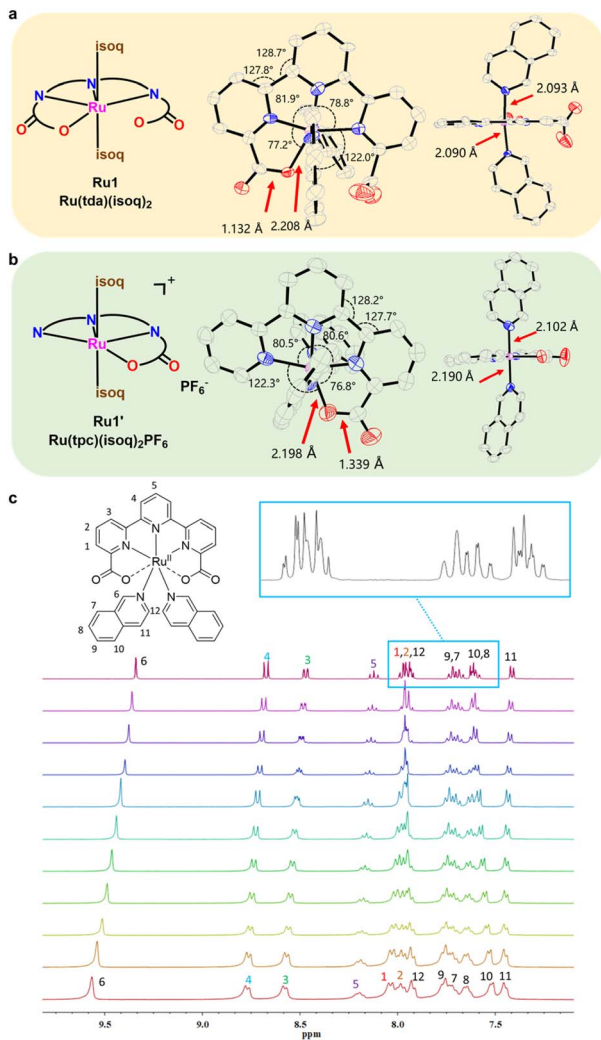 a
isoq
N N N
Ru
O O
O O
isoq
Ru1
Ru(tda)(isoq)2
128.7°
127.8°
81.9° 78.8°
77.2°
122.0°
1.132 Å 2.208 Å
2.093 Å
2.090 Å
b
isoq
+
N N N
Ru
O O
isoq
PF6-
Ru1'
Ru(tpc)(isoq)2PF6
128.2°
127.7°
80.5° 80.6°
122.3° 76.8°
2.198 Å
1.339 Å
2.102 Å
2.190 Å
c
5
4
3
2
1
N N N
RuII
O O O O
6 N N 12
7 11
8
9 10
6 4 3 5 1,2,12 9,7 10,8 11
6 4 3 5 1 2 12 9 7 8 10 11
9.5 9.0 8.5 8.0 7.5
ppm